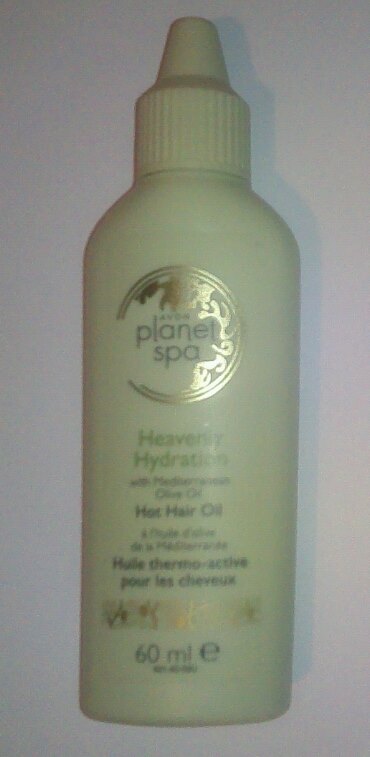 AVON
planet
spa
Heavenly
Hydration
with Mediterranean
Olive Oil
Hot Hair Oil
à l'huile d'olive
de la Méditerranée
Huile thermo-active
pour les cheveux
60 ml e